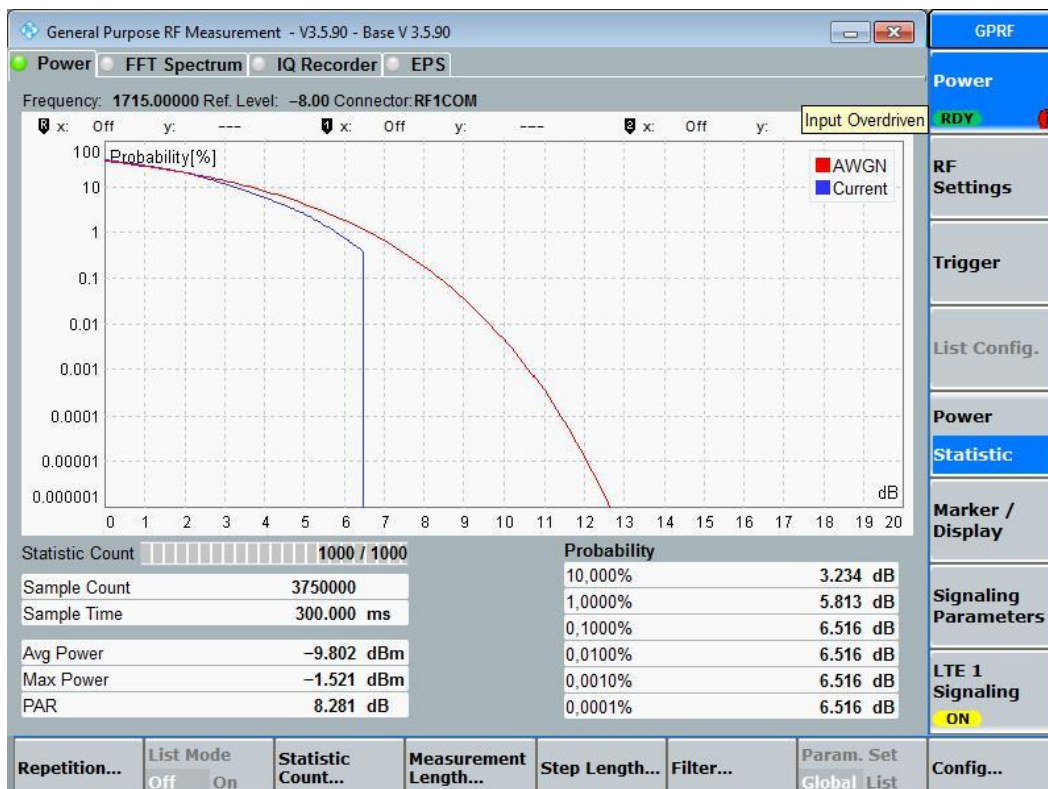 General Purpose RF Measurement - V3.5.90 - Base V 3.5.90
GPRF
Power FFT Spectrum IQ Recorder EPS
Frequency: 1715.00000 Ref. Level: -8.00 Connector:RF1COM
R x: Off y: --- 1 x: Off y: --- 2 x: Off y:
Input Overdriven
Probability[%]
AWGN
Current
100
10
1
0.1
0.01
0.001
0.0001
0.00001
0.000001
dB
0 1 2 3 4 5 6 7 8 9 10 11 12 13 14 15 16 17 18 19 20
Statistic Count 1000 / 1000
Sample Count 3750000
Sample Time 300.000 ms
Avg Power -9.802 dBm
Max Power -1.521 dBm
PAR 8.281 dB
Probability
10,000% 3.234 dB
1,0000% 5.813 dB
0,1000% 6.516 dB
0,0100% 6.516 dB
0,0010% 6.516 dB
0,0001% 6.516 dB
Power
RDY
RF
Settings
Trigger
List Config.
Power
Statistic
Marker /
Display
Signaling
Parameters
LTE 1
Signaling
ON
Repetition...
List Mode
Off On
Statistic
Count...
Measurement
Length...
Step Length...
Filter...
Param. Set
Global List
Config...